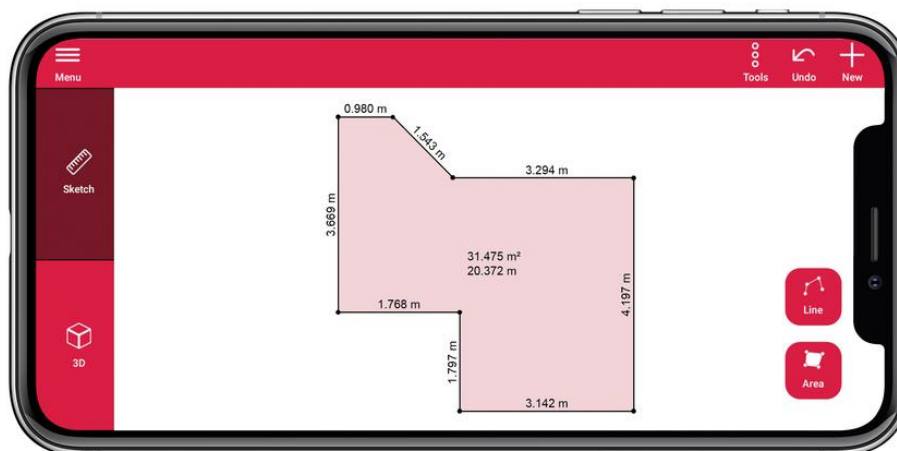 Menu
Tools
Undo
New
Sketch
3D
0.980 m
1.543 m
3.294 m
3.669 m
31.475 m²
20.372 m
4.197 m
1.768 m
1.797 m
3.142 m
Line
Area